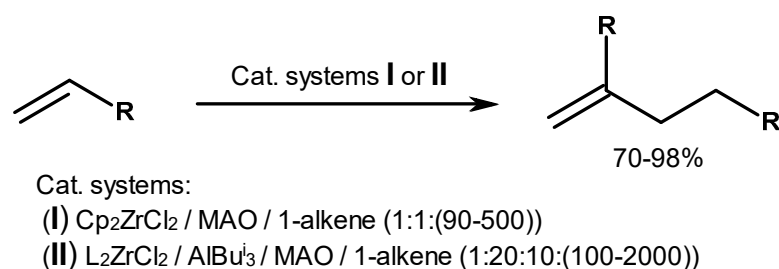 R
Cat. systems I or II
R
R
70-98%
Cat. systems:
(I) Cp₂ZrCl₂ / MAO / 1-alkene (1:1:(90-500))
(II) L₂ZrCl₂ / AlBuⁱ₃ / MAO / 1-alkene (1:20:10:(100-2000))